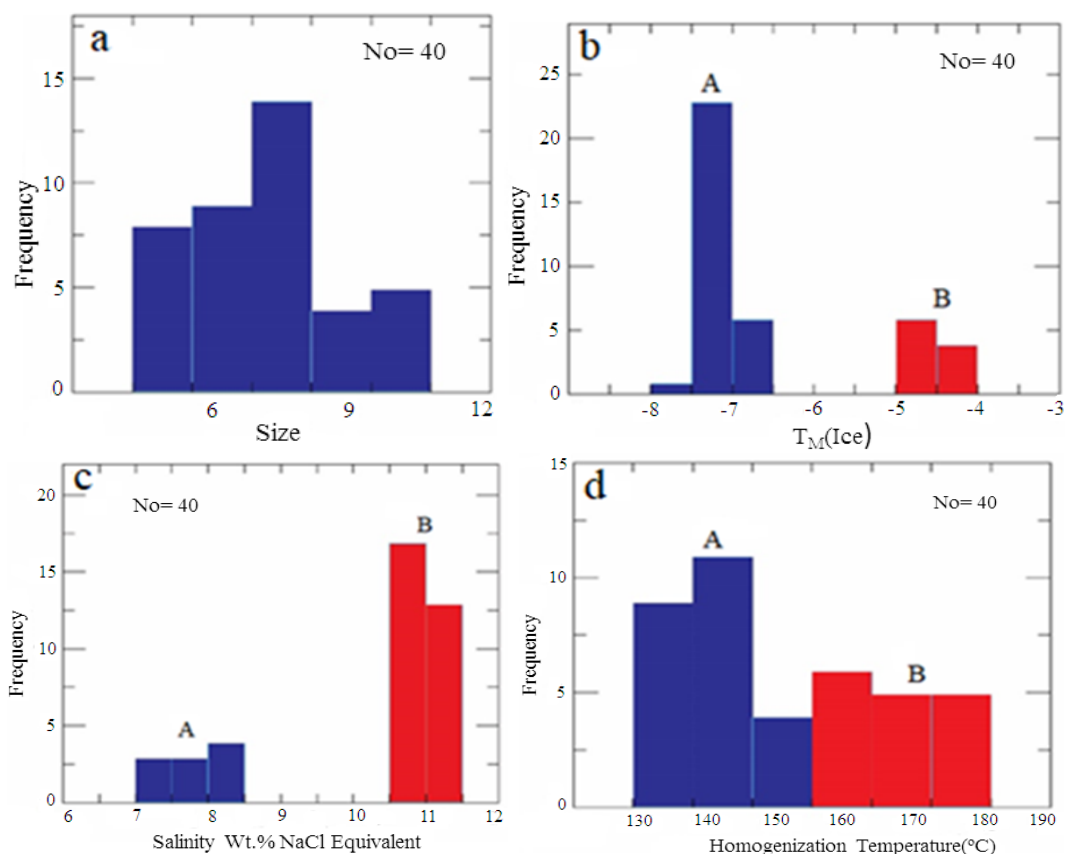 a
No= 40
15
10
5
0
Frequency
6 9 12
Size
b
No= 40
A
B
25
20
15
10
5
0
Frequency
-8 -7 -6 -5 -4 -3
TM(Ice)
c
No= 40
B
A
20
15
10
5
0
Frequency
6 7 8 9 10 11 12
Salinity Wt.% NaCl Equivalent
d
No= 40
A
B
15
10
5
0
Frequency
130 140 150 160 170 180 190
Homogenization Temperature(°C)